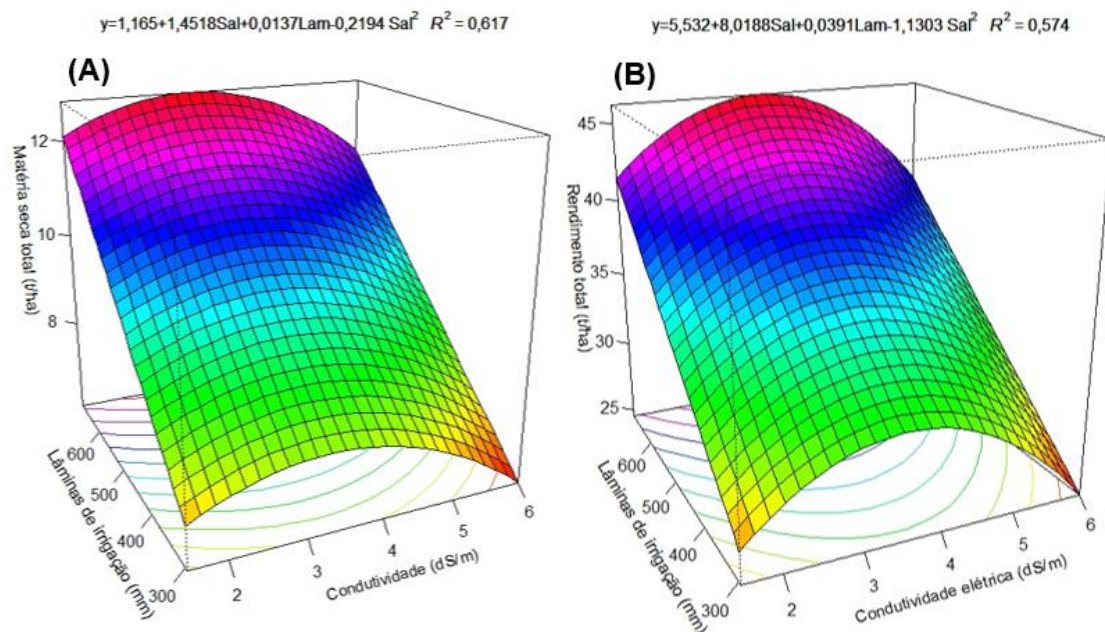 y=1,165+1,4518Sal+0,0137Lam-0,2194 Sal² R² = 0,617
(A)
Matéria seca total (t/ha)
12
10
8
Lâminas de irrigação (mm)
600
500
400
300
Condutividade (dS/m)
2
3
4
5
6
y=5,532+8,0188Sal+0,0391Lam-1,1303 Sal² R² = 0,574
(B)
Rendimento total (t/ha)
45
40
35
30
25
Lâminas de irrigação (mm)
600
500
400
300
Condutividade elétrica (dS/m)
2
3
4
5
6